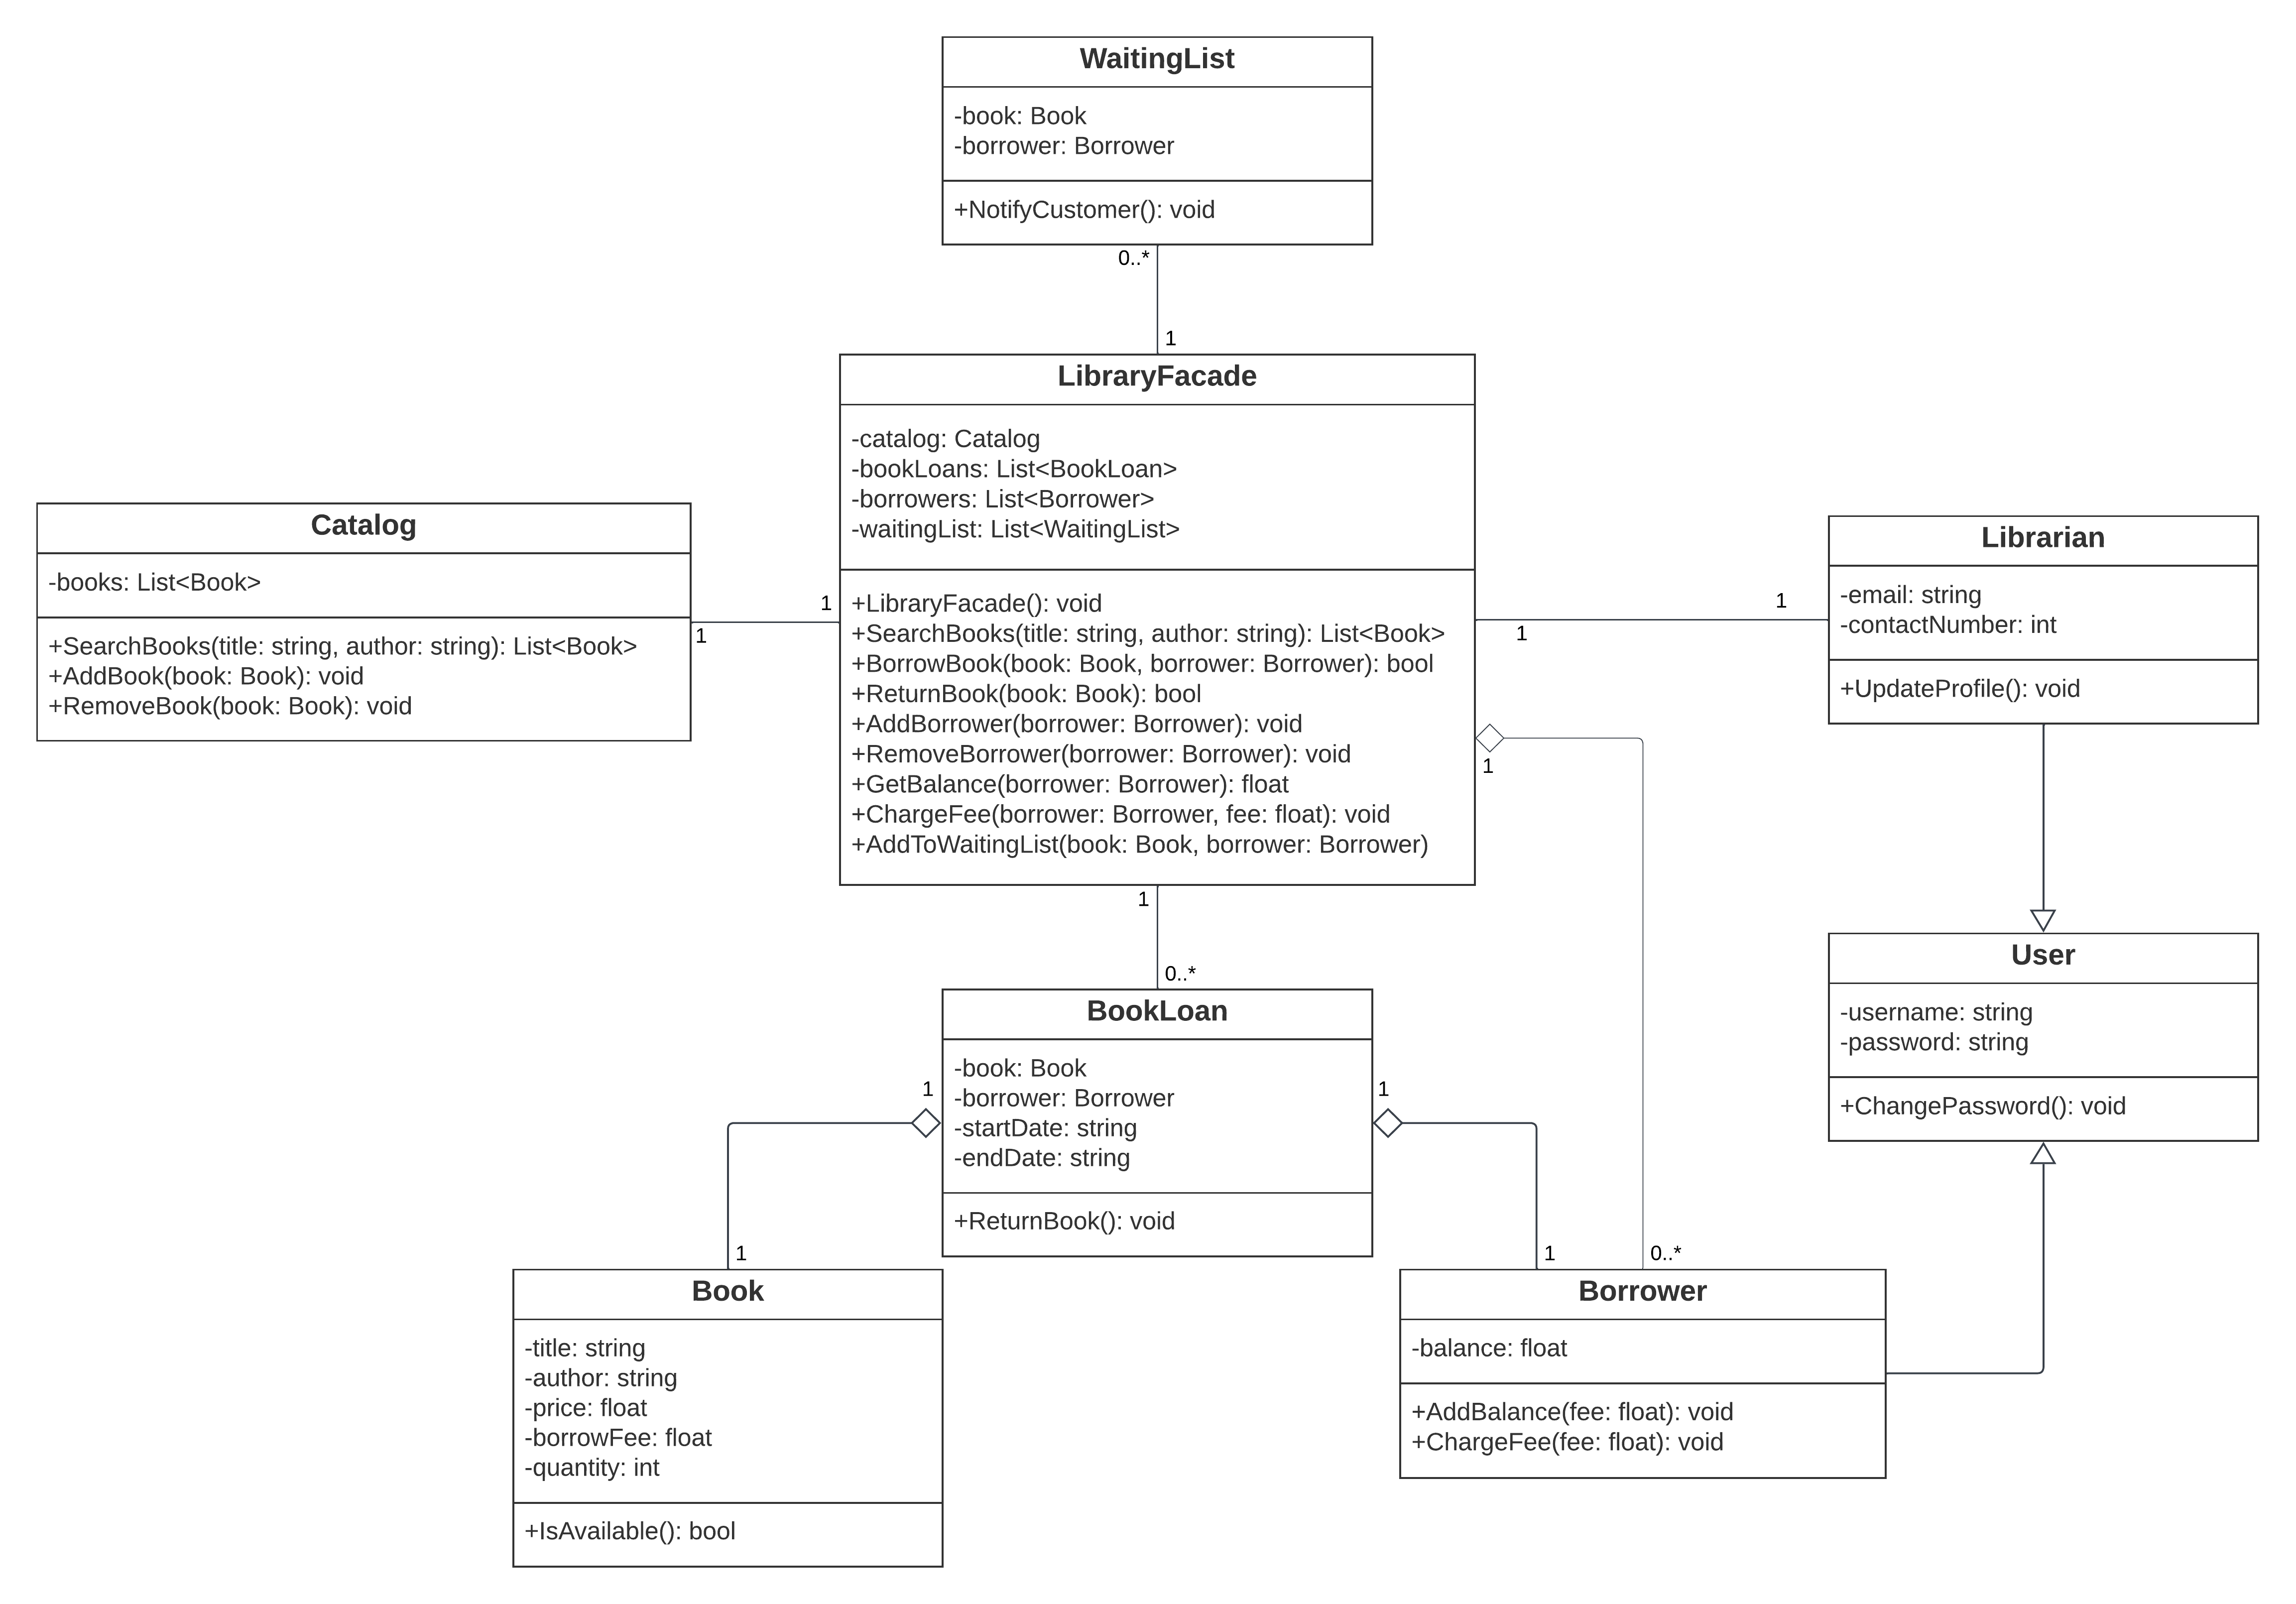 WaitingList
-book: Book
-borrower: Borrower
+NotifyCustomer(): void
0..*
1
LibraryFacade
-catalog: Catalog
-bookLoans: List<BookLoan>
-borrowers: List<Borrower>
-waitingList: List<WaitingList>
+LibraryFacade(): void
+SearchBooks(title: string, author: string): List<Book>
+BorrowBook(book: Book, borrower: Borrower): bool
+ReturnBook(book: Book): bool
+AddBorrower(borrower: Borrower): void
+RemoveBorrower(borrower: Borrower): void
+GetBalance(borrower: Borrower): float
+ChargeFee(borrower: Borrower, fee: float): void
+AddToWaitingList(book: Book, borrower: Borrower)
Catalog
-books: List<Book>
+SearchBooks(title: string, author: string): List<Book>
+AddBook(book: Book): void
+RemoveBook(book: Book): void
1
1
Librarian
-email: string
-contactNumber: int
+UpdateProfile(): void
1
1
1
1
0..*
User
-username: string
-password: string
+ChangePassword(): void
BookLoan
-book: Book
-borrower: Borrower
-startDate: string
-endDate: string
+ReturnBook(): void
1
1
1
1
0..*
Book
-title: string
-author: string
-price: float
-borrowFee: float
-quantity: int
+IsAvailable(): bool
Borrower
-balance: float
+AddBalance(fee: float): void
+ChargeFee(fee: float): void